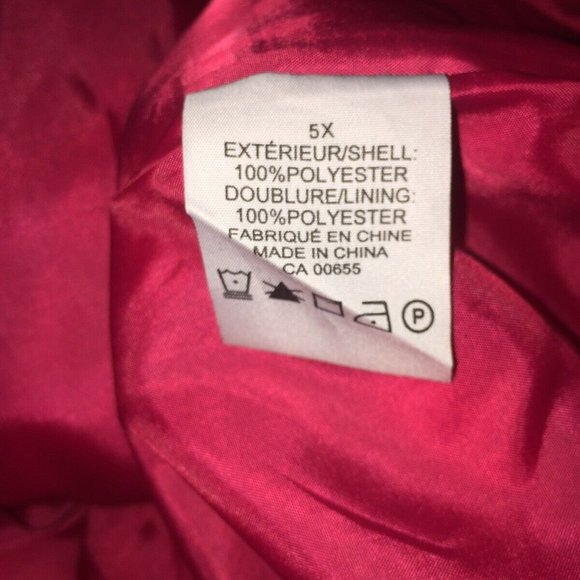 5X
EXTÉRIEUR/SHELL:
100%POLYESTER
DOUBLURE/LINING:
100%POLYESTER
FABRIQUÉ EN CHINE
MADE IN CHINA
CA 00655
P